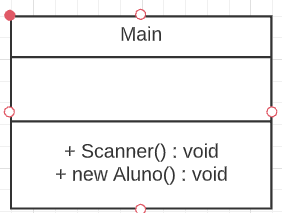 Main
+ Scanner() : void
+ new Aluno() : void